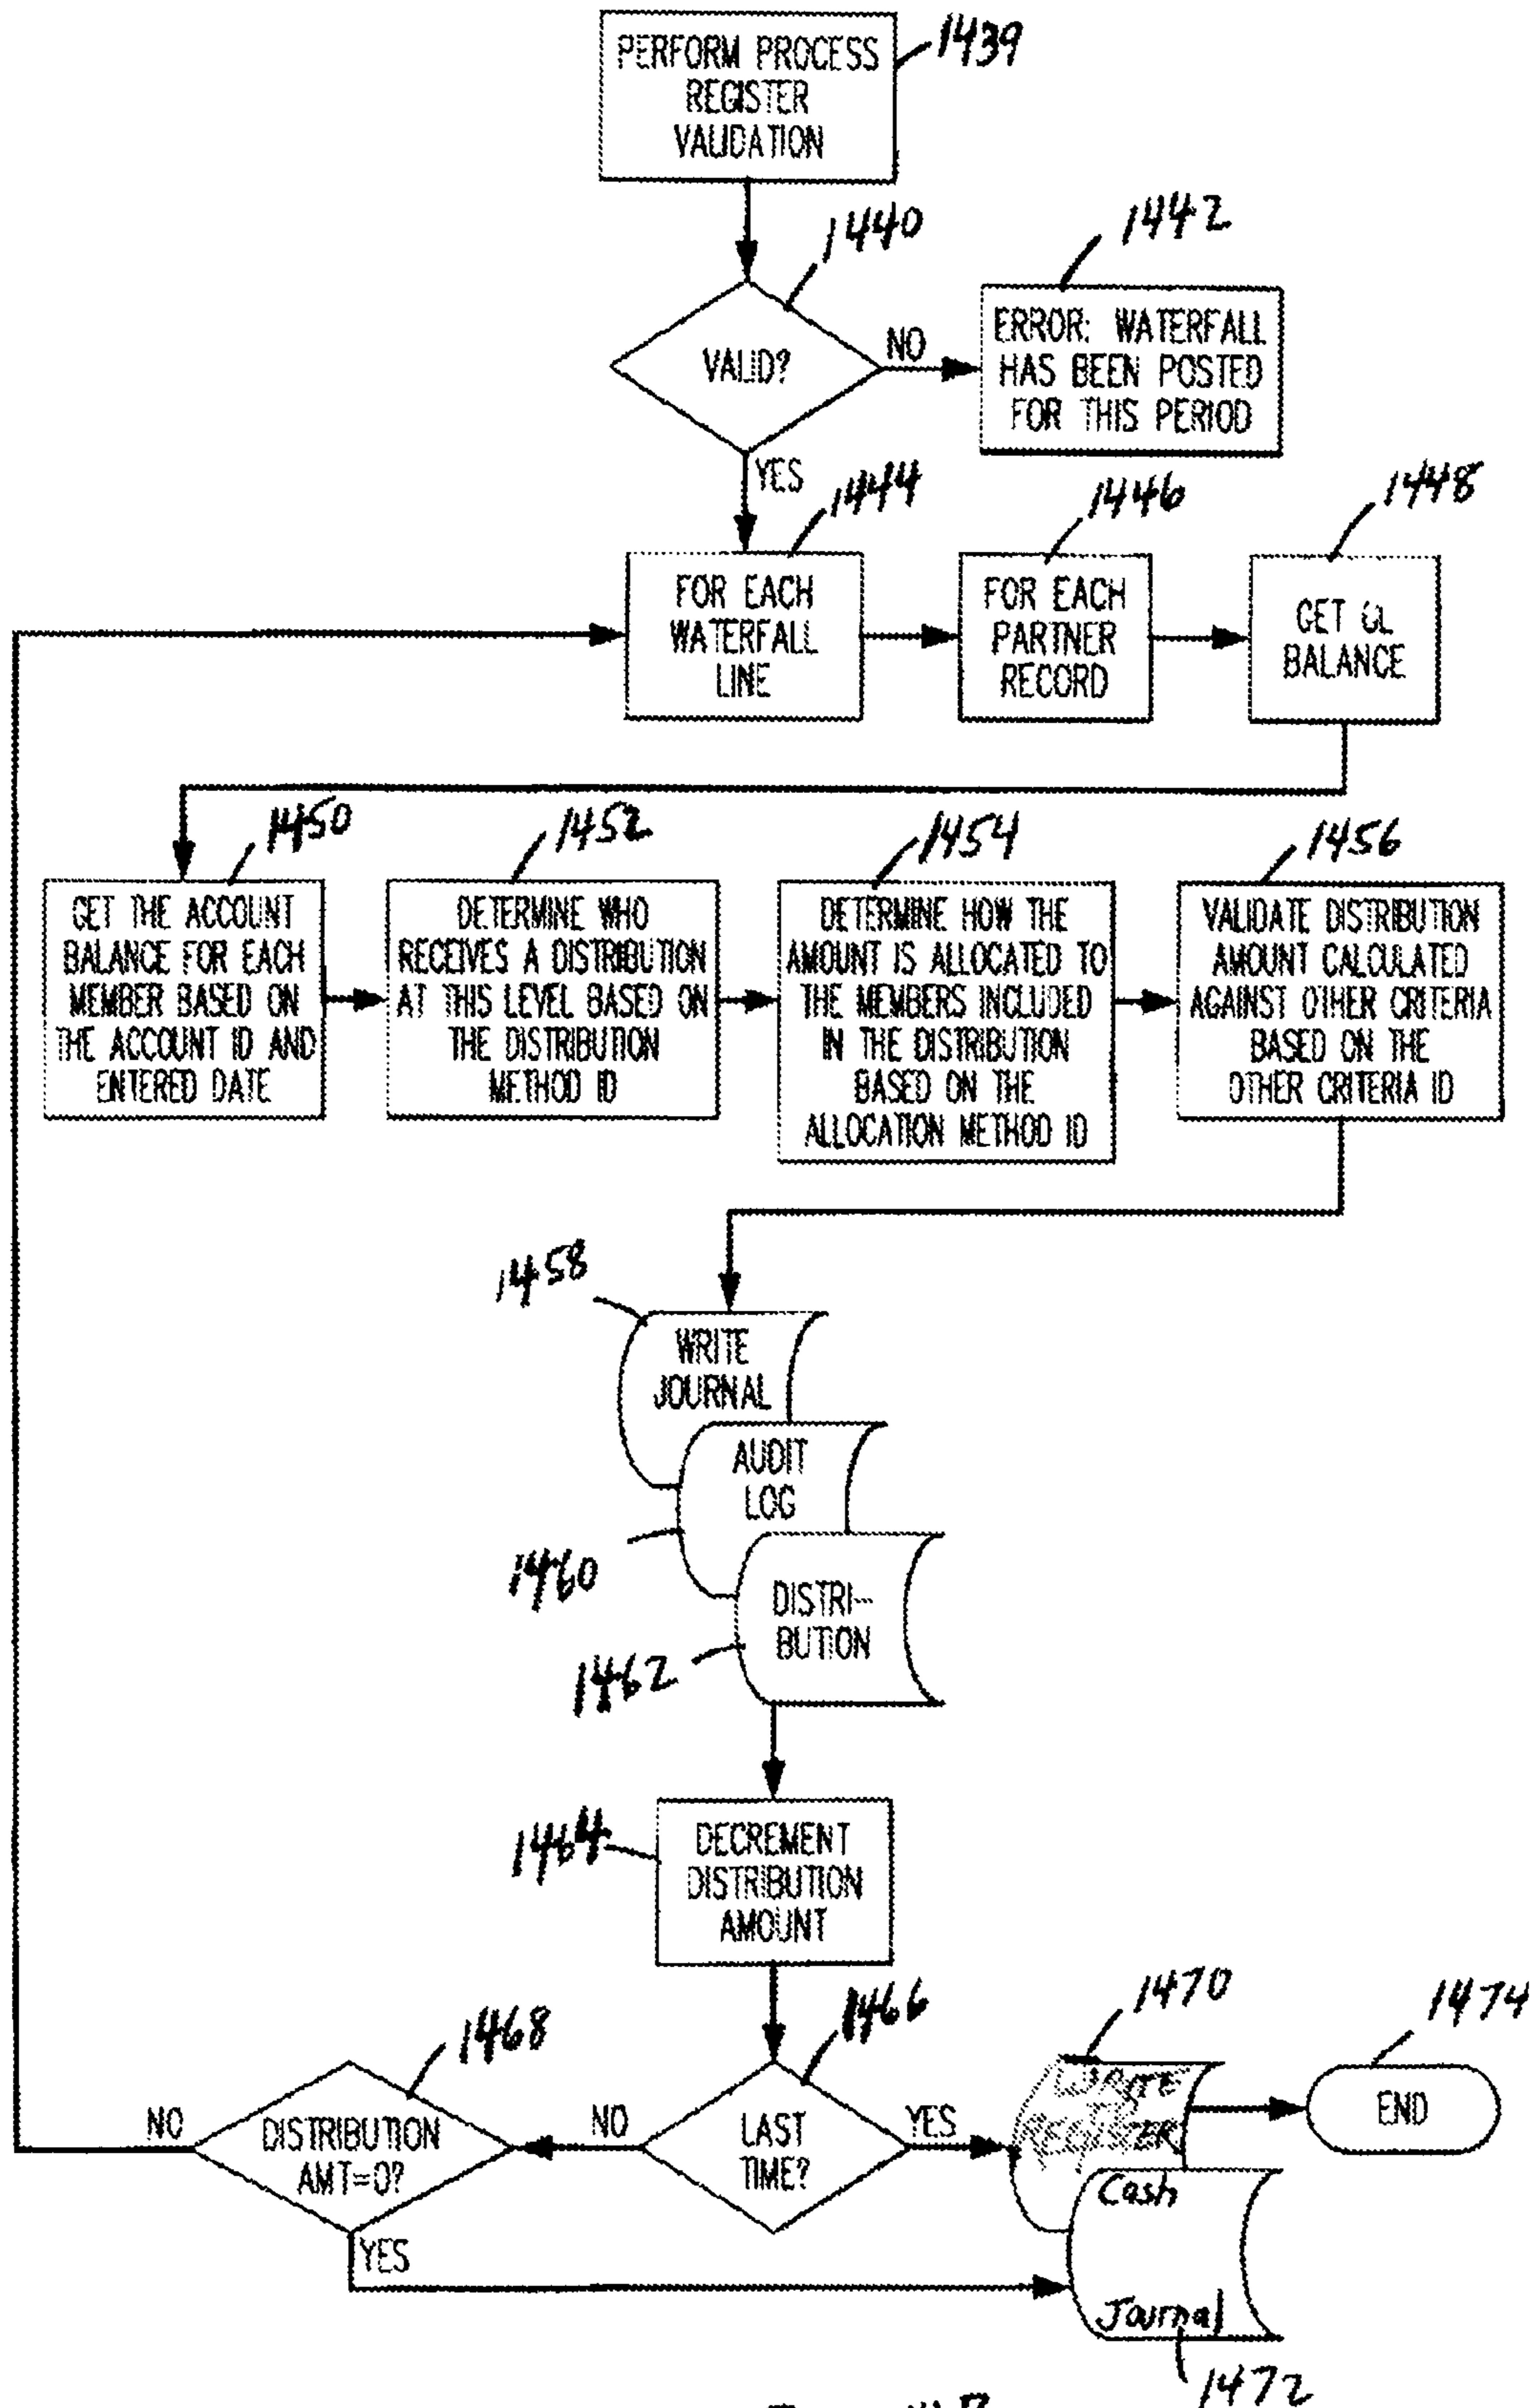 PERFORM PROCESS
REGISTER
VALIDATION
1439
1440
VALID?
NO
YES
1442
ERROR: WATERFALL
HAS BEEN POSTED
FOR THIS PERIOD
1444
FOR EACH
WATERFALL
LINE
1446
FOR EACH
PARTNER
RECORD
1448
GET GL
BALANCE
1450
GET THE ACCOUNT
BALANCE FOR EACH
MEMBER BASED ON
THE ACCOUNT ID AND
ENTERED DATE
1452
DETERMINE WHO
RECEIVES A DISTRIBUTION
AT THIS LEVEL BASED ON
THE DISTRIBUTION
METHOD ID
1454
DETERMINE HOW THE
AMOUNT IS ALLOCATED TO
THE MEMBERS INCLUDED
IN THE DISTRIBUTION
BASED ON THE
ALLOCATION METHOD ID
1456
VALIDATE DISTRIBUTION
AMOUNT CALCULATED
AGAINST OTHER CRITERIA
BASED ON THE
OTHER CRITERIA ID
1458
WRITE
JOURNAL
AUDIT
LOG
1460
DISTRI-
BUTION
1462
1464
DECREMENT
DISTRIBUTION
AMOUNT
1466
LAST
TIME?
NO
YES
1468
DISTRIBUTION
AMT=0?
NO
YES
1470
WRITE
REGISTER
Cash
Journal
1472
1474
END